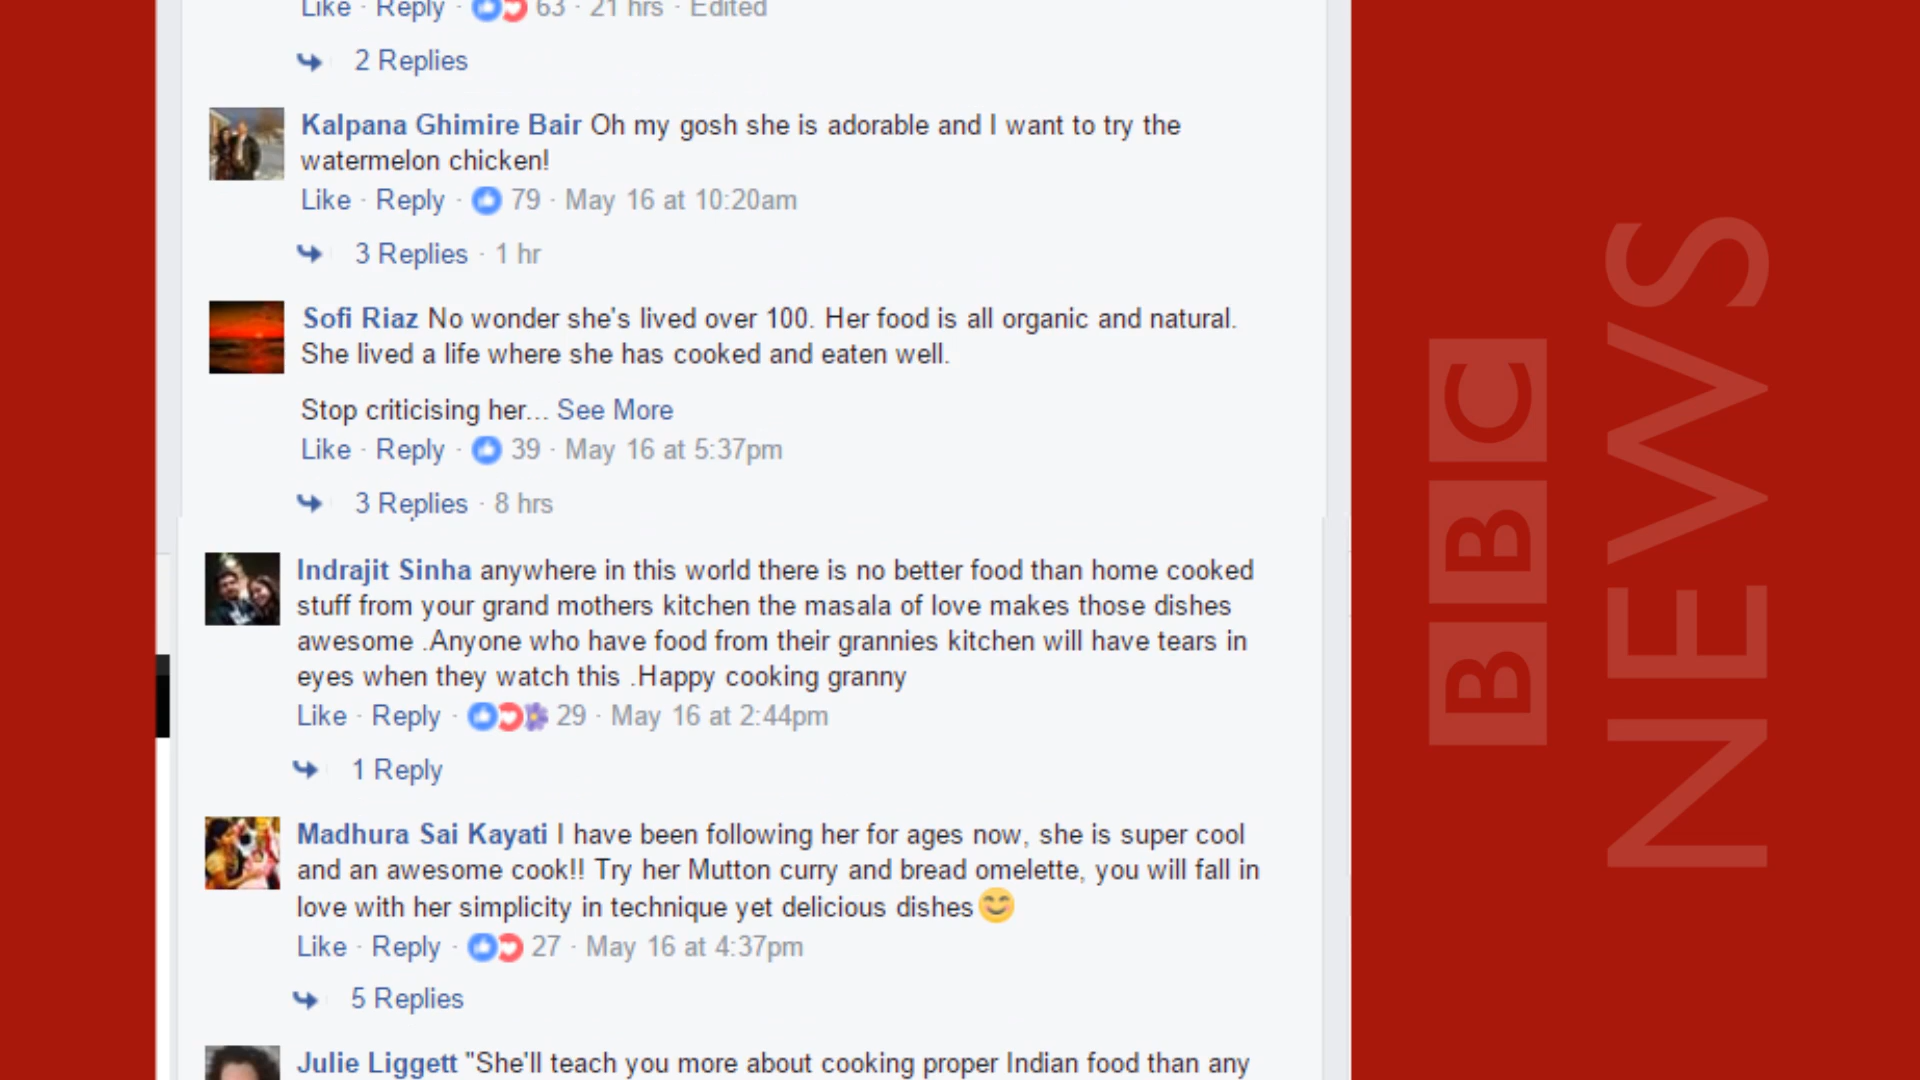 Like · Reply · 63 · 21 hrs · Edited
2 Replies
Kalpana Ghimire Bair Oh my gosh she is adorable and I want to try the
watermelon chicken!
Like · Reply · 79 · May 16 at 10:20am
3 Replies · 1 hr
Sofi Riaz No wonder she's lived over 100. Her food is all organic and natural.
She lived a life where she has cooked and eaten well.
Stop criticising her... See More
Like · Reply · 39 · May 16 at 5:37pm
3 Replies · 8 hrs
Indrajit Sinha anywhere in this world there is no better food than home cooked
stuff from your grand mothers kitchen the masala of love makes those dishes
awesome .Anyone who have food from their grannies kitchen will have tears in
eyes when they watch this .Happy cooking granny
Like · Reply · 29 · May 16 at 2:44pm
1 Reply
Madhura Sai Kayati I have been following her for ages now, she is super cool
and an awesome cook!! Try her Mutton curry and bread omelette, you will fall in
love with her simplicity in technique yet delicious dishes😊
Like · Reply · 27 · May 16 at 4:37pm
5 Replies
Julie Liggett "She'll teach you more about cooking proper Indian food than any
BBC
NEWS